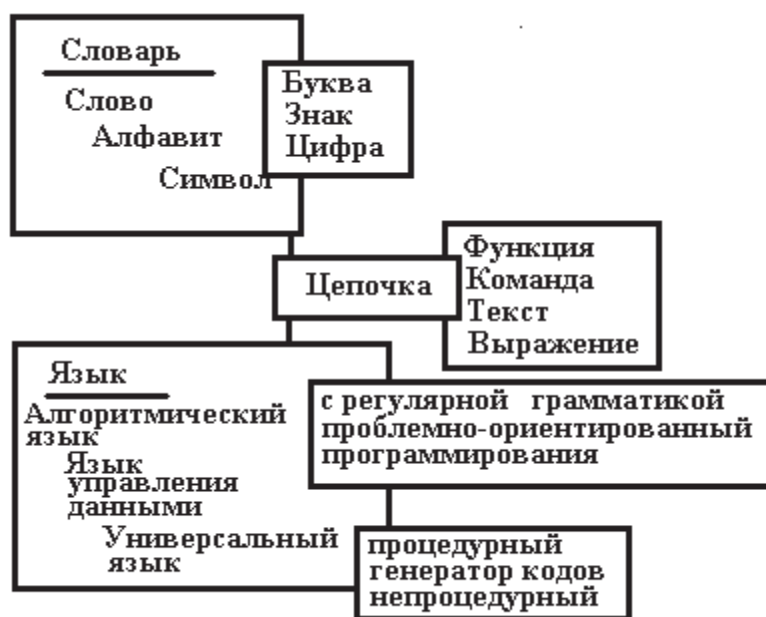 Словарь
Слово
Алфавит
Символ
Буква
Знак
Цифра
Цепочка
Функция
Команда
Текст
Выражение
Язык
Алгоритмический
язык
Язык
управления
данными
Универсальный
язык
с регулярной грамматикой
проблемно-ориентированный
программирования
процедурный
генератор кодов
непроцедурный